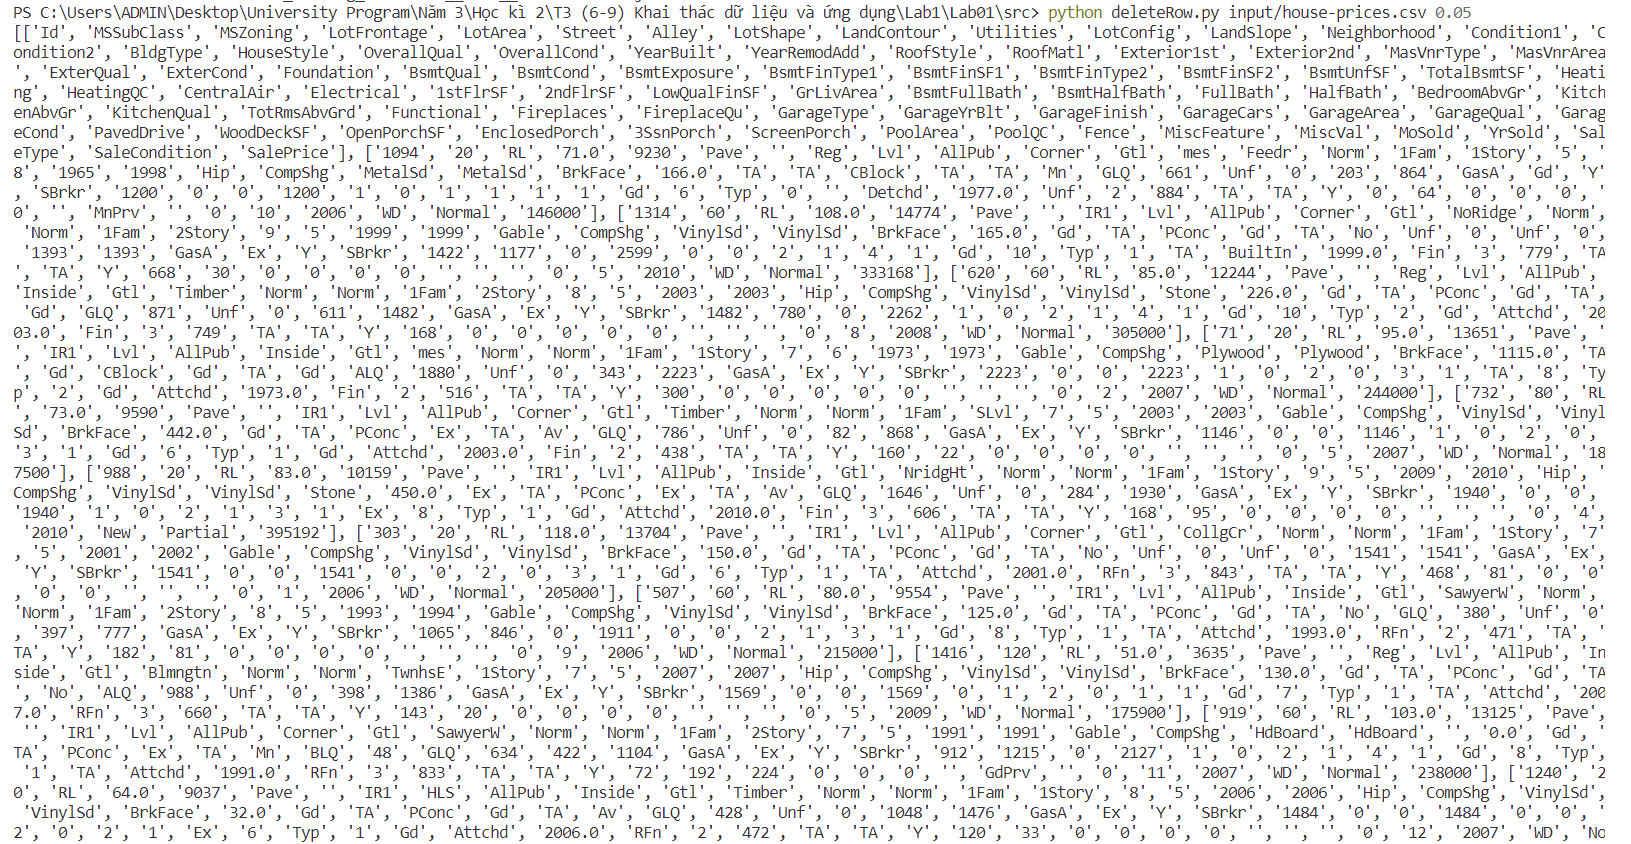 PS C:\Users\ADMIN\Desktop\University Program\Năm 3\Học kì 2\T3 (6-9) Khai thác dữ liệu và ứng dụng\Lab1\Lab01\src> python deleteRow.py input/house-prices.csv 0.05
[['Id', 'MSSubClass', 'MSZoning', 'LotFrontage', 'LotArea', 'Street', 'Alley', 'LotShape', 'LandContour', 'Utilities', 'LotConfig', 'LandSlope', 'Neighborhood', 'Condition1', 'C
ondition2', 'BldgType', 'HouseStyle', 'OverallQual', 'OverallCond', 'YearBuilt', 'YearRemodAdd', 'RoofStyle', 'RoofMatl', 'Exterior1st', 'Exterior2nd', 'MasVnrType', 'MasVnrArea
', 'ExterQual', 'ExterCond', 'Foundation', 'BsmtQual', 'BsmtCond', 'BsmtExposure', 'BsmtFinType1', 'BsmtFinSF1', 'BsmtFinType2', 'BsmtFinSF2', 'BsmtUnfSF', 'TotalBsmtSF', 'Heati
ng', 'HeatingQC', 'CentralAir', 'Electrical', '1stFlrSF', '2ndFlrSF', 'LowQualFinSF', 'GrLivArea', 'BsmtFullBath', 'BsmtHalfBath', 'FullBath', 'HalfBath', 'BedroomAbvGr', 'Kitch
enAbvGr', 'KitchenQual', 'TotRmsAbvGrd', 'Functional', 'Fireplaces', 'FireplaceQu', 'GarageType', 'GarageYrBlt', 'GarageFinish', 'GarageCars', 'GarageArea', 'GarageQual', 'Garag
eCond', 'PavedDrive', 'WoodDeckSF', 'OpenPorchSF', 'EnclosedPorch', '3SsnPorch', 'ScreenPorch', 'PoolArea', 'PoolQC', 'Fence', 'MiscFeature', 'MiscVal', 'MoSold', 'YrSold', 'Sal
eType', 'SaleCondition', 'SalePrice'], ['1094', '20', 'RL', '71.0', '9230', 'Pave', '', 'Reg', 'Lvl', 'AllPub', 'Corner', 'Gtl', 'mes', 'Feedr', 'Norm', '1Fam', '1Story', '5', '
8', '1965', '1998', 'Hip', 'CompShg', 'MetalSd', 'MetalSd', 'BrkFace', '166.0', 'TA', 'TA', 'CBlock', 'TA', 'TA', 'Mn', 'GLQ', '661', 'Unf', '0', '203', '864', 'GasA', 'Gd', 'Y'
, 'SBrkr', '1200', '0', '0', '1200', '1', '0', '1', '1', '1', '1', 'Gd', '6', 'Typ', '0', '', 'Detchd', '1977.0', 'Unf', '2', '884', 'TA', 'TA', 'Y', '0', '64', '0', '0', '0', '
0', '', 'MnPrv', '', '0', '10', '2006', 'WD', 'Normal', '146000'], ['1314', '60', 'RL', '108.0', '14774', 'Pave', '', 'IR1', 'Lvl', 'AllPub', 'Corner', 'Gtl', 'NoRidge', 'Norm',
'Norm', '1Fam', '2Story', '9', '5', '1999', '1999', 'Gable', 'CompShg', 'VinylSd', 'VinylSd', 'BrkFace', '165.0', 'Gd', 'TA', 'PConc', 'Gd', 'TA', 'No', 'Unf', '0', 'Unf', '0',
'1393', '1393', 'GasA', 'Ex', 'Y', 'SBrkr', '1422', '1177', '0', '2599', '0', '0', '2', '1', '4', '1', 'Gd', '10', 'Typ', '1', 'TA', 'BuiltIn', '1999.0', 'Fin', '3', '779', 'TA'
, 'TA', 'Y', '668', '30', '0', '0', '0', '0', '', '', '', '0', '5', '2010', 'WD', 'Normal', '333168'], ['620', '60', 'RL', '85.0', '12244', 'Pave', '', 'Reg', 'Lvl', 'AllPub',
'Inside', 'Gtl', 'Timber', 'Norm', 'Norm', '1Fam', '2Story', '8', '5', '2003', '2003', 'Hip', 'CompShg', 'VinylSd', 'VinylSd', 'Stone', '226.0', 'Gd', 'TA', 'PConc', 'Gd', 'TA',
'Gd', 'GLQ', '871', 'Unf', '0', '611', '1482', 'GasA', 'Ex', 'Y', 'SBrkr', '1482', '780', '0', '2262', '1', '0', '2', '1', '4', '1', 'Gd', '10', 'Typ', '2', 'Gd', 'Attchd', '20
03.0', 'Fin', '3', '749', 'TA', 'TA', 'Y', '168', '0', '0', '0', '0', '0', '', '', '', '0', '8', '2008', 'WD', 'Normal', '305000'], ['71', '20', 'RL', '95.0', '13651', 'Pave', '
', 'IR1', 'Lvl', 'AllPub', 'Inside', 'Gtl', 'mes', 'Norm', 'Norm', '1Fam', '1Story', '7', '6', '1973', '1973', 'Gable', 'CompShg', 'Plywood', 'Plywood', 'BrkFace', '1115.0', 'TA
', 'Gd', 'CBlock', 'Gd', 'TA', 'Gd', 'ALQ', '1880', 'Unf', '0', '343', '2223', 'GasA', 'Ex', 'Y', 'SBrkr', '2223', '0', '0', '2223', '1', '0', '2', '0', '3', '1', 'TA', '8', 'Ty
p', '2', 'Gd', 'Attchd', '1973.0', 'Fin', '2', '516', 'TA', 'TA', 'Y', '300', '0', '0', '0', '0', '0', '', '', '', '0', '2', '2007', 'WD', 'Normal', '244000'], ['732', '80', 'RL
', '73.0', '9590', 'Pave', '', 'IR1', 'Lvl', 'AllPub', 'Corner', 'Gtl', 'Timber', 'Norm', 'Norm', '1Fam', 'SLvl', '7', '5', '2003', '2003', 'Gable', 'CompShg', 'VinylSd', 'Vinyl
Sd', 'BrkFace', '442.0', 'Gd', 'TA', 'PConc', 'Ex', 'TA', 'Av', 'GLQ', '786', 'Unf', '0', '82', '868', 'GasA', 'Ex', 'Y', 'SBrkr', '1146', '0', '0', '1146', '1', '0', '2', '0',
'3', '1', 'Gd', '6', 'Typ', '1', 'Gd', 'Attchd', '2003.0', 'Fin', '2', '438', 'TA', 'TA', 'Y', '160', '22', '0', '0', '0', '0', '', '', '', '0', '5', '2007', 'WD', 'Normal', '18
7500'], ['988', '20', 'RL', '83.0', '10159', 'Pave', '', 'IR1', 'Lvl', 'AllPub', 'Inside', 'Gtl', 'NridgHt', 'Norm', 'Norm', '1Fam', '1Story', '9', '5', '2009', '2010', 'Hip', '
CompShg', 'VinylSd', 'VinylSd', 'Stone', '450.0', 'Ex', 'TA', 'PConc', 'Ex', 'TA', 'Av', 'GLQ', '1646', 'Unf', '0', '284', '1930', 'GasA', 'Ex', 'Y', 'SBrkr', '1940', '0', '0',
'1940', '1', '0', '2', '1', '3', '1', 'Ex', '8', 'Typ', '1', 'Gd', 'Attchd', '2010.0', 'Fin', '3', '606', 'TA', 'TA', 'Y', '168', '95', '0', '0', '0', '0', '', '', '', '0', '4',
'2010', 'New', 'Partial', '395192'], ['303', '20', 'RL', '118.0', '13704', 'Pave', '', 'IR1', 'Lvl', 'AllPub', 'Corner', 'Gtl', 'CollgCr', 'Norm', 'Norm', '1Fam', '1Story', '7'
, '5', '2001', '2002', 'Gable', 'CompShg', 'VinylSd', 'VinylSd', 'BrkFace', '150.0', 'Gd', 'TA', 'PConc', 'Gd', 'TA', 'No', 'Unf', '0', 'Unf', '0', '1541', '1541', 'GasA', 'Ex',
'Y', 'SBrkr', '1541', '0', '0', '1541', '0', '0', '2', '0', '3', '1', 'Gd', '6', 'Typ', '1', 'TA', 'Attchd', '2001.0', 'RFn', '3', '843', 'TA', 'TA', 'Y', '468', '81', '0', '0'
, '0', '0', '', '', '', '0', '1', '2006', 'WD', 'Normal', '205000'], ['507', '60', 'RL', '80.0', '9554', 'Pave', '', 'IR1', 'Lvl', 'AllPub', 'Inside', 'Gtl', 'SawyerW', 'Norm',
'Norm', '1Fam', '2Story', '8', '5', '1993', '1994', 'Gable', 'CompShg', 'VinylSd', 'VinylSd', 'BrkFace', '125.0', 'Gd', 'TA', 'PConc', 'Gd', 'TA', 'No', 'GLQ', '380', 'Unf', '0'
, '397', '777', 'GasA', 'Ex', 'Y', 'SBrkr', '1065', '846', '0', '1911', '0', '0', '2', '1', '3', '1', 'Gd', '8', 'Typ', '1', 'TA', 'Attchd', '1993.0', 'RFn', '2', '471', 'TA', '
TA', 'Y', '182', '81', '0', '0', '0', '0', '', '', '', '0', '9', '2006', 'WD', 'Normal', '215000'], ['1416', '120', 'RL', '51.0', '3635', 'Pave', '', 'Reg', 'Lvl', 'AllPub', 'In
side', 'Gtl', 'Blmngtn', 'Norm', 'Norm', 'TwnhsE', '1Story', '7', '5', '2007', '2007', 'Hip', 'CompShg', 'VinylSd', 'VinylSd', 'BrkFace', '130.0', 'Gd', 'TA', 'PConc', 'Gd', 'TA
', 'No', 'ALQ', '988', 'Unf', '0', '398', '1386', 'GasA', 'Ex', 'Y', 'SBrkr', '1569', '0', '0', '1569', '0', '1', '2', '0', '1', '1', 'Gd', '7', 'Typ', '1', 'TA', 'Attchd', '200
7.0', 'RFn', '3', '660', 'TA', 'TA', 'Y', '143', '20', '0', '0', '0', '0', '', '', '', '0', '5', '2009', 'WD', 'Normal', '175900'], ['919', '60', 'RL', '103.0', '13125', 'Pave',
'', 'IR1', 'Lvl', 'AllPub', 'Corner', 'Gtl', 'SawyerW', 'Norm', 'Norm', '1Fam', '2Story', '7', '5', '1991', '1991', 'Gable', 'CompShg', 'HdBoard', 'HdBoard', '', '0.0', 'Gd', '
TA', 'PConc', 'Ex', 'TA', 'Mn', 'BLQ', '48', 'GLQ', '634', '422', '1104', 'GasA', 'Ex', 'Y', 'SBrkr', '912', '1215', '0', '2127', '1', '0', '2', '1', '4', '1', 'Gd', '8', 'Typ',
'1', 'TA', 'Attchd', '1991.0', 'RFn', '3', '833', 'TA', 'TA', 'Y', '72', '192', '224', '0', '0', '0', '', 'GdPrv', '', '0', '11', '2007', 'WD', 'Normal', '238000'], ['1240', '2
0', 'RL', '64.0', '9037', 'Pave', '', 'IR1', 'HLS', 'AllPub', 'Inside', 'Gtl', 'Timber', 'Norm', 'Norm', '1Fam', '1Story', '8', '5', '2006', '2006', 'Hip', 'CompShg', 'VinylSd',
'VinylSd', 'BrkFace', '32.0', 'Gd', 'TA', 'PConc', 'Gd', 'TA', 'Av', 'GLQ', '428', 'Unf', '0', '1048', '1476', 'GasA', 'Ex', 'Y', 'SBrkr', '1484', '0', '0', '1484', '0', '0', '
2', '0', '2', '1', 'Ex', '6', 'Typ', '1', 'Gd', 'Attchd', '2006.0', 'RFn', '2', '472', 'TA', 'TA', 'Y', '120', '33', '0', '0', '0', '0', '', '', '', '0', '12', '2007', 'WD', 'No